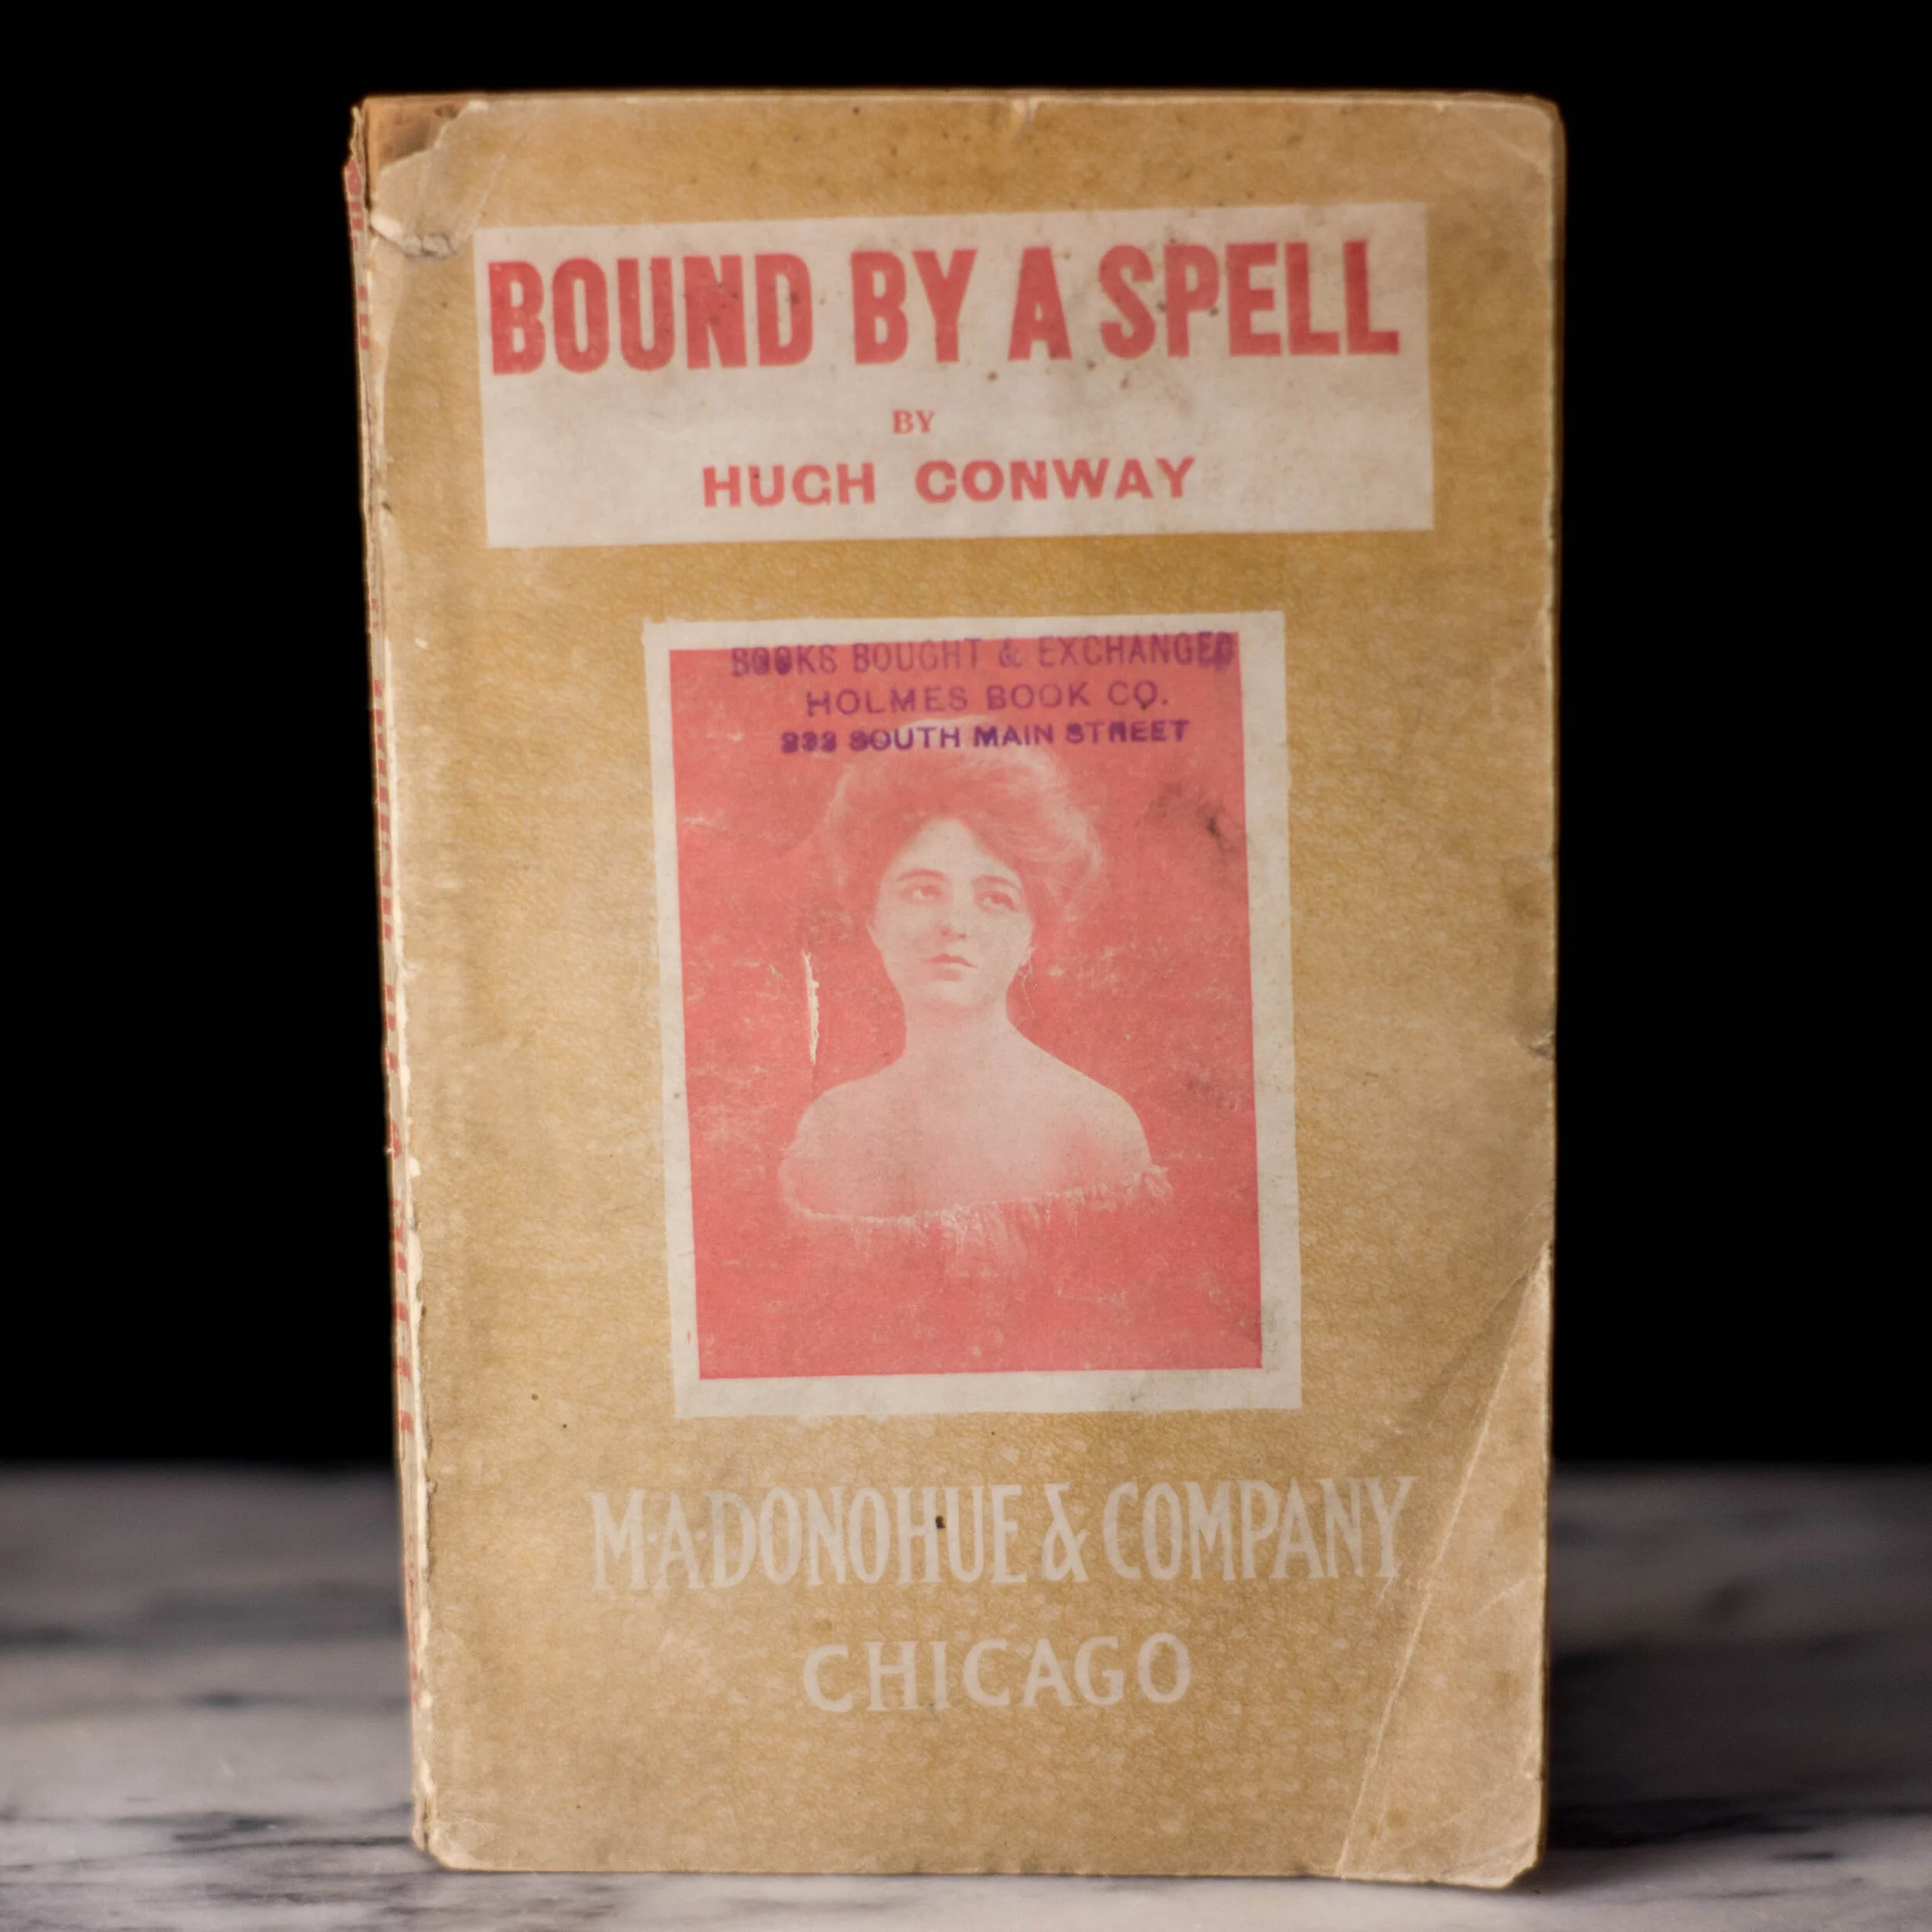 BOUND BY A SPELL
BY
HUGH CONWAY
BOOKS BOUGHT & EXCHANGED
HOLMES BOOK CO.
SOUTH MAIN STREET
M·A·DONOHUE & COMPANY
CHICAGO